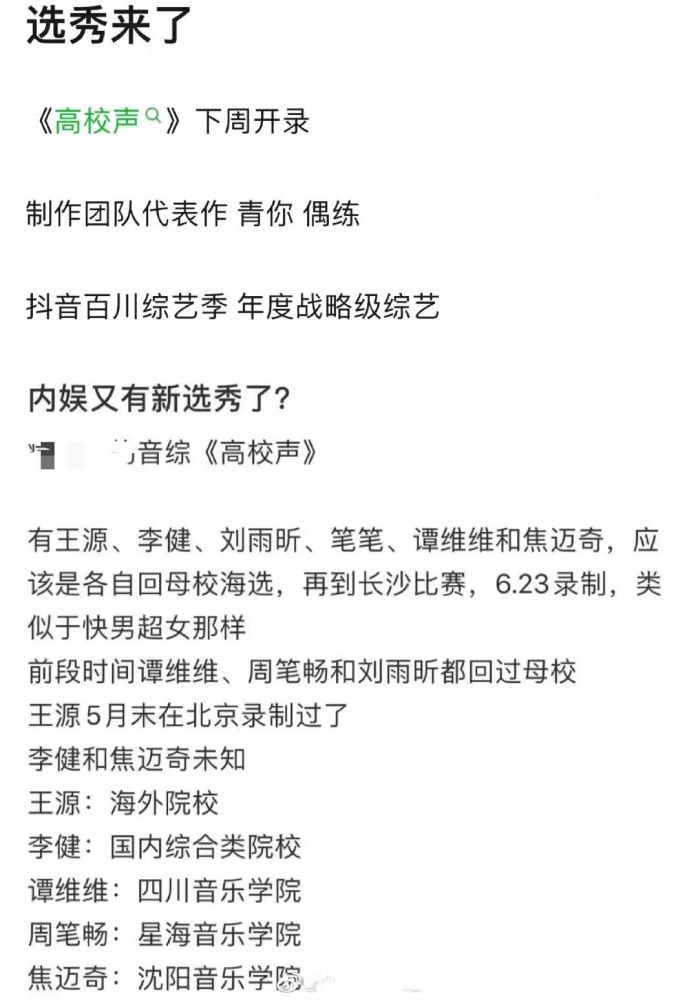 选秀来了
《高校声》下周开录
制作团队代表作 青你 偶练
抖音百川综艺季 年度战略级综艺
内娱又有新选秀了?
音综《高校声》
有王源、李健、刘雨昕、笔笔、谭维维和焦迈奇，应
该是各自回母校海选，再到长沙比赛，6.23录制，类
似于快男超女那样
前段时间谭维维、周笔畅和刘雨昕都回过母校
王源5月末在北京录制过了
李健和焦迈奇未知
王源：海外院校
李健：国内综合类院校
谭维维：四川音乐学院
周笔畅：星海音乐学院
焦迈奇：沈阳音乐学院